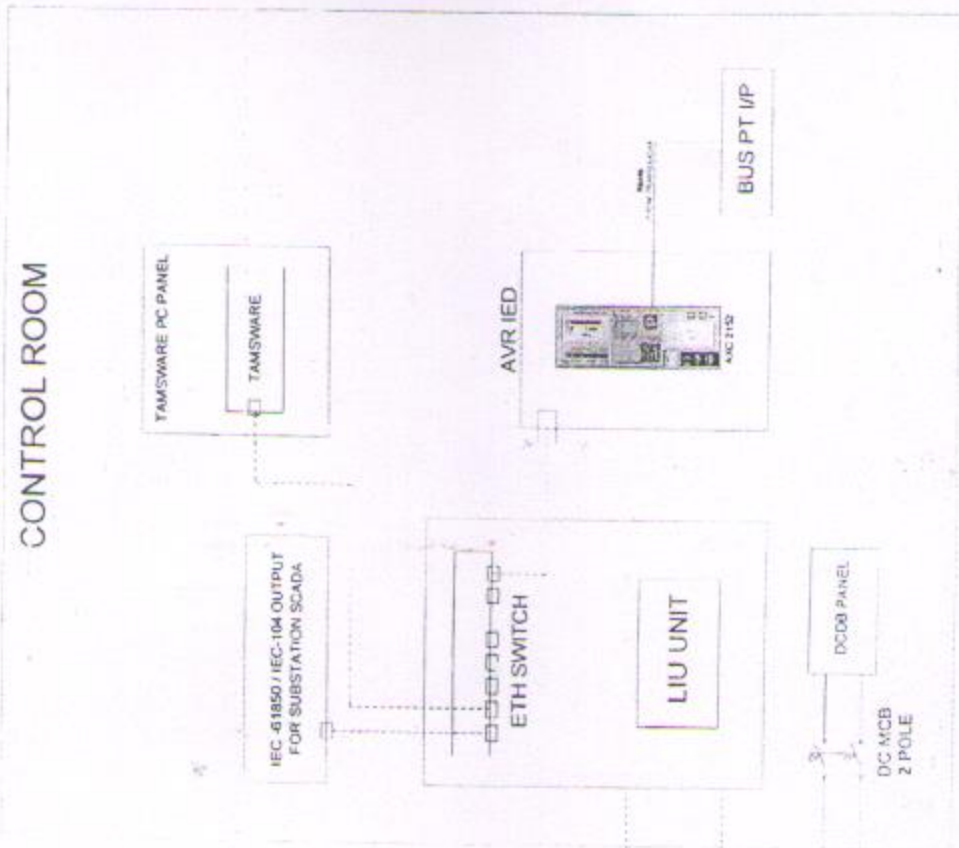 CONTROL ROOM
TAMSWARE PC PANEL
TAMSWARE
IEC -61850 / IEC-104 OUTPUT
FOR SUBSTATION SCADA
AVR IED
BUS PT I/P
ETH SWITCH
LIU UNIT
DCDB PANEL
DC MCB
2 POLE